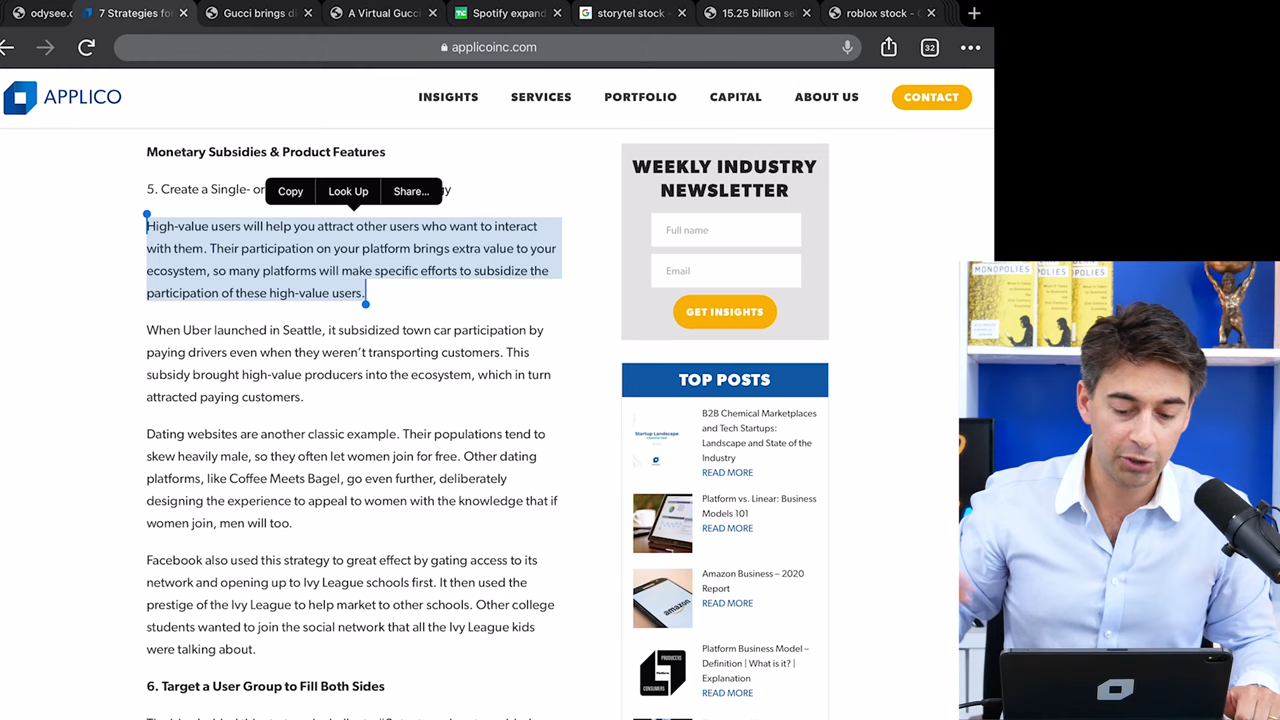 odysee.c
7 Strategies for
Gucci brings di
A Virtual Gucci
Spotify expand
storytel stock -
15.25 billion se
roblox stock - G
applicoinc.com
32
APPLICO
INSIGHTS
SERVICES
PORTFOLIO
CAPITAL
ABOUT US
CONTACT
Monetary Subsidies & Product Features
5. Create a Single- or
gy
Copy
Look Up
Share...
High-value users will help you attract other users who want to interact
with them. Their participation on your platform brings extra value to your
ecosystem, so many platforms will make specific efforts to subsidize the
participation of these high-value users.
When Uber launched in Seattle, it subsidized town car participation by
paying drivers even when they weren't transporting customers. This
subsidy brought high-value producers into the ecosystem, which in turn
attracted paying customers.
Dating websites are another classic example. Their populations tend to
skew heavily male, so they often let women join for free. Other dating
platforms, like Coffee Meets Bagel, go even further, deliberately
designing the experience to appeal to women with the knowledge that if
women join, men will too.
Facebook also used this strategy to great effect by gating access to its
network and opening up to Ivy League schools first. It then used the
prestige of the Ivy League to help market to other schools. Other college
students wanted to join the social network that all the Ivy League kids
were talking about.
6. Target a User Group to Fill Both Sides
WEEKLY INDUSTRY
NEWSLETTER
Full name
Email
GET INSIGHTS
TOP POSTS
B2B Chemical Marketplaces
and Tech Startups:
Landscape and State of the
Industry
READ MORE
Platform vs. Linear: Business
Models 101
READ MORE
Amazon Business – 2020
Report
READ MORE
Platform Business Model –
Definition | What is it? |
Explanation
READ MORE
Startup Landscape
amazon
PRODUCERS
CONSUMERS
MONOPOLIES